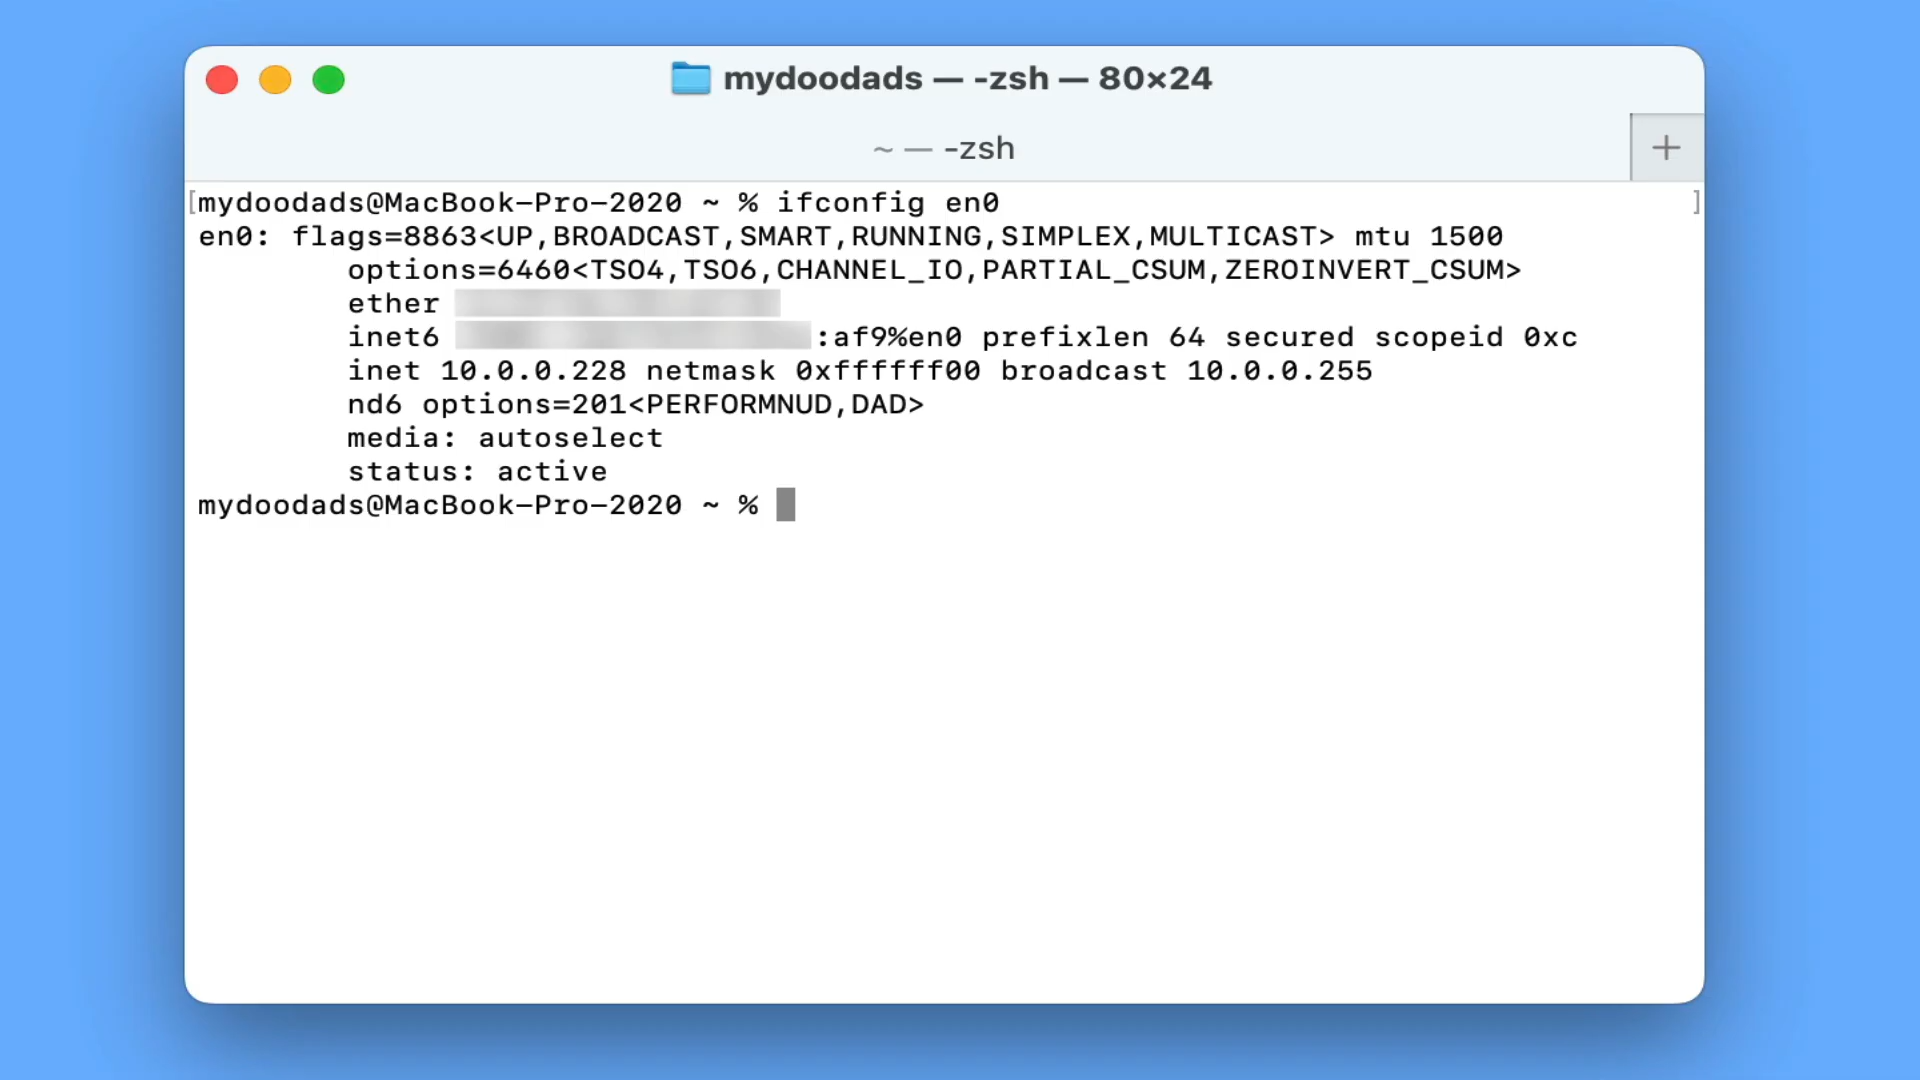 mydoodads — -zsh — 80×24
~ — -zsh
[mydoodads@MacBook-Pro-2020 ~ % ifconfig en0 ]
en0: flags=8863<UP,BROADCAST,SMART,RUNNING,SIMPLEX,MULTICAST> mtu 1500
options=6460<TSO4,TSO6,CHANNEL_IO,PARTIAL_CSUM,ZEROINVERT_CSUM>
ether
inet6 :af9%en0 prefixlen 64 secured scopeid 0xc
inet 10.0.0.228 netmask 0xffffff00 broadcast 10.0.0.255
nd6 options=201<PERFORMNUD,DAD>
media: autoselect
status: active
mydoodads@MacBook-Pro-2020 ~ %